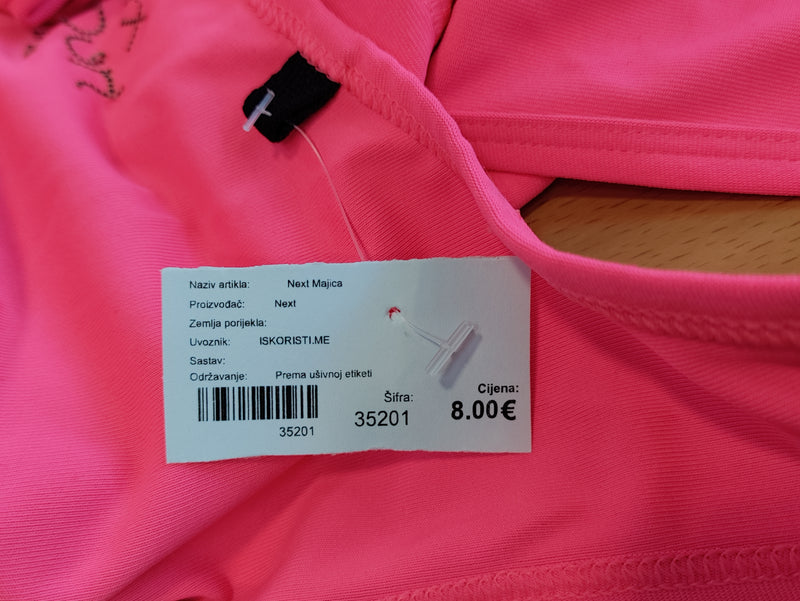 Naziv artikla: Next Majica
Proizvođač: Next
Zemlja porijekla:
Uvoznik: ISKORISTI.ME
Sastav:
Održavanje: Prema ušivnoj etiketi
35201
Šifra:
35201
Cijena:
8.00€